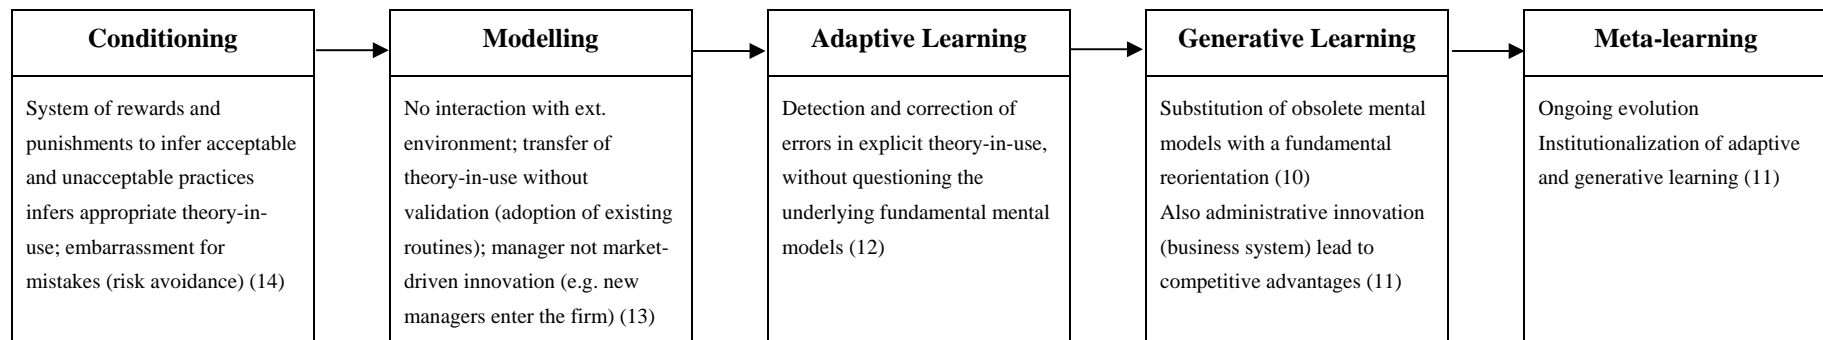 Conditioning
System of rewards and
punishments to infer acceptable
and unacceptable practices
infers appropriate theory-in-
use; embarrassment for
mistakes (risk avoidance) (14)
Modelling
No interaction with ext.
environment; transfer of
theory-in-use without
validation (adoption of existing
routines); manager not market-
driven innovation (e.g. new
managers enter the firm) (13)
Adaptive Learning
Detection and correction of
errors in explicit theory-in-use,
without questioning the
underlying fundamental mental
models (12)
Generative Learning
Substitution of obsolete mental
models with a fundamental
reorientation (10)
Also administrative innovation
(business system) lead to
competitive advantages (11)
Meta-learning
Ongoing evolution
Institutionalization of adaptive
and generative learning (11)